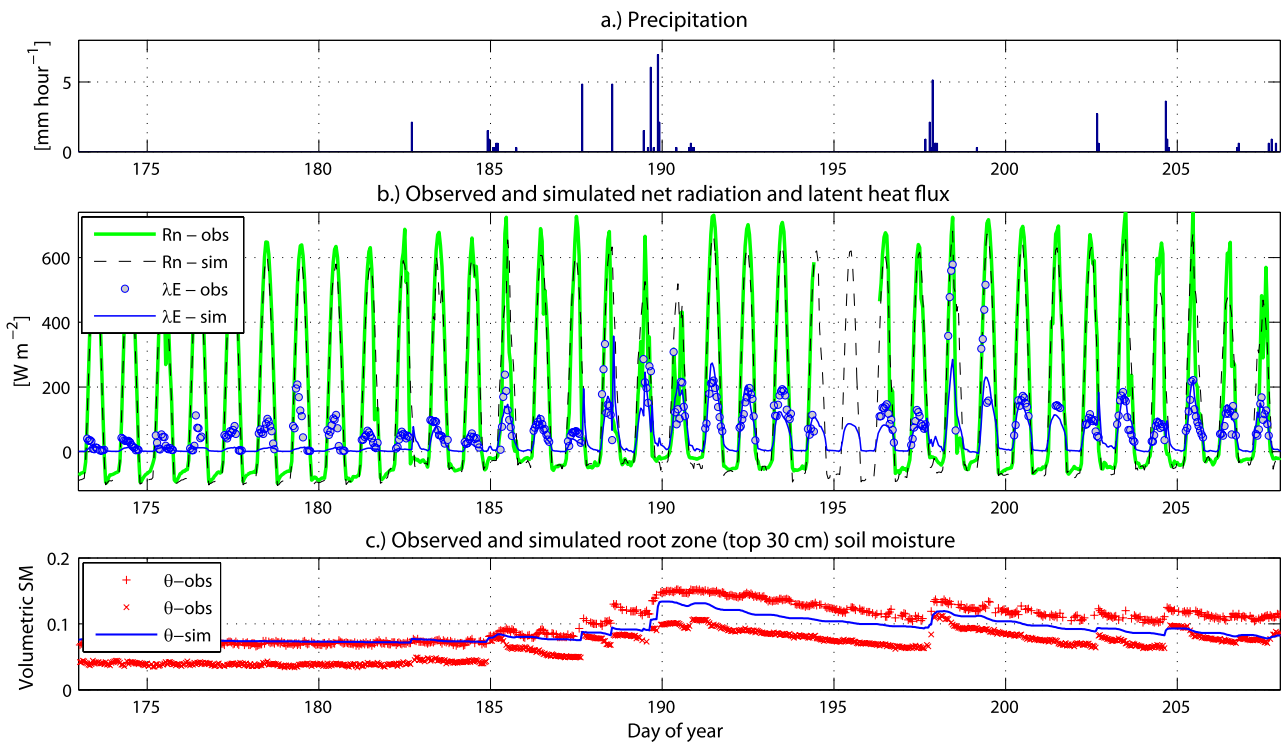 a.) Precipitation
[mm hour⁻¹]
5
0
175 180 185 190 195 200 205
b.) Observed and simulated net radiation and latent heat flux
[W m⁻²]
600
400
200
0
Rn – obs
Rn – sim
λE – obs
λE – sim
175 180 185 190 195 200 205
c.) Observed and simulated root zone (top 30 cm) soil moisture
Volumetric SM
0.2
0.1
0
θ–obs
θ–obs
θ–sim
175 180 185 190 195 200 205
Day of year